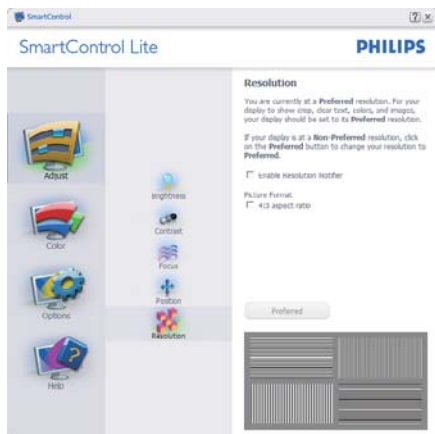 SmartControl
SmartControl Lite
PHILIPS
Adjust
Color
Options
Help
Brightness
Contrast
Focus
Position
Resolution
Resolution
You are currently at a Preferred resolution. For your
display to show crisp, clear text, colors, and images,
your display should be set to its Preferred resolution.
If your display is at a Non-Preferred resolution, click
on the Preferred button to change your resolution to
Preferred.
Enable Resolution Notifier
Picture Format
4:3 aspect ratio
Preferred